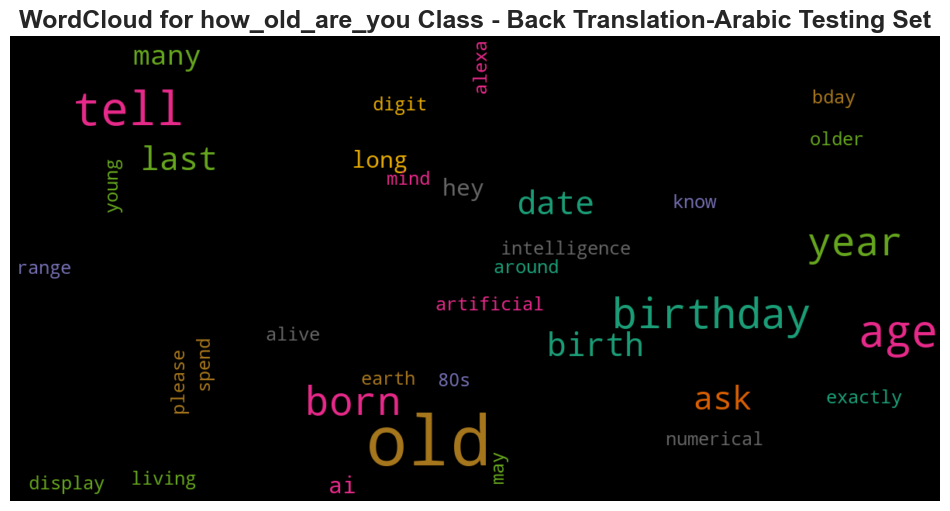 WordCloud for how_old_are_you Class - Back Translation-Arabic Testing Set
many
alexa
tell
digit
bday
older
last
long
young
mind
hey
date
know
year
intelligence
around
range
artificial
birthday
age
alive
birth
please
spend
earth
80s
born
ask
exactly
old
numerical
may
display
living
ai